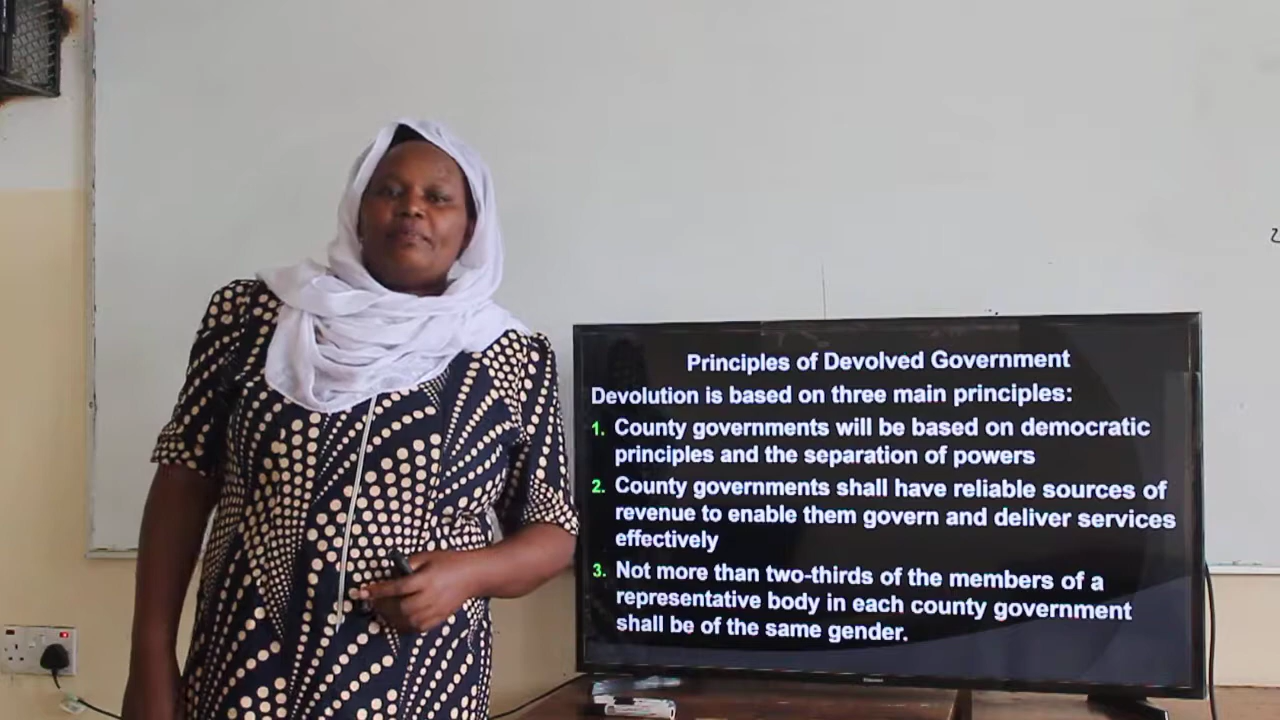 Principles of Devolved Government
Devolution is based on three main principles:
1. County governments will be based on democratic
principles and the separation of powers
2. County governments shall have reliable sources of
revenue to enable them govern and deliver services
effectively
3. Not more than two-thirds of the members of a
representative body in each county government
shall be of the same gender.